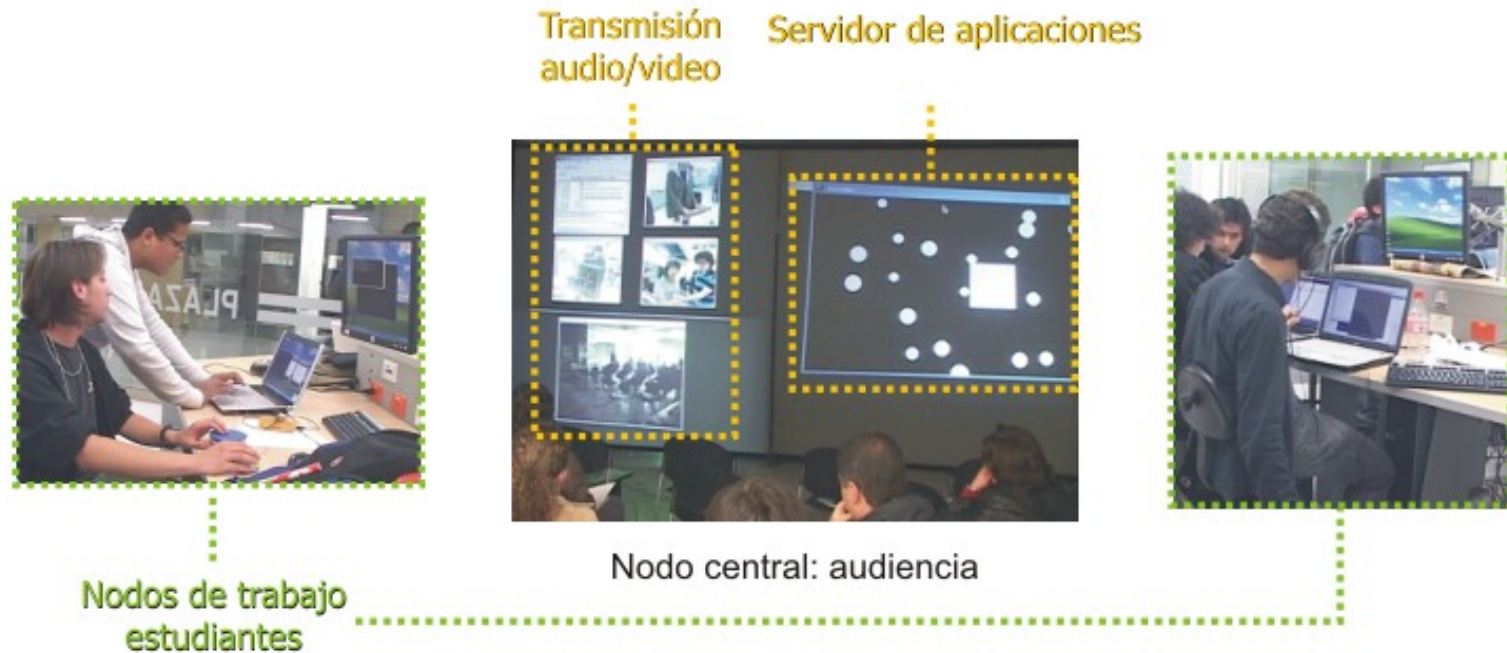 Transmisión
audio/video
Servidor de aplicaciones
Nodo central: audiencia
Nodos de trabajo
estudiantes